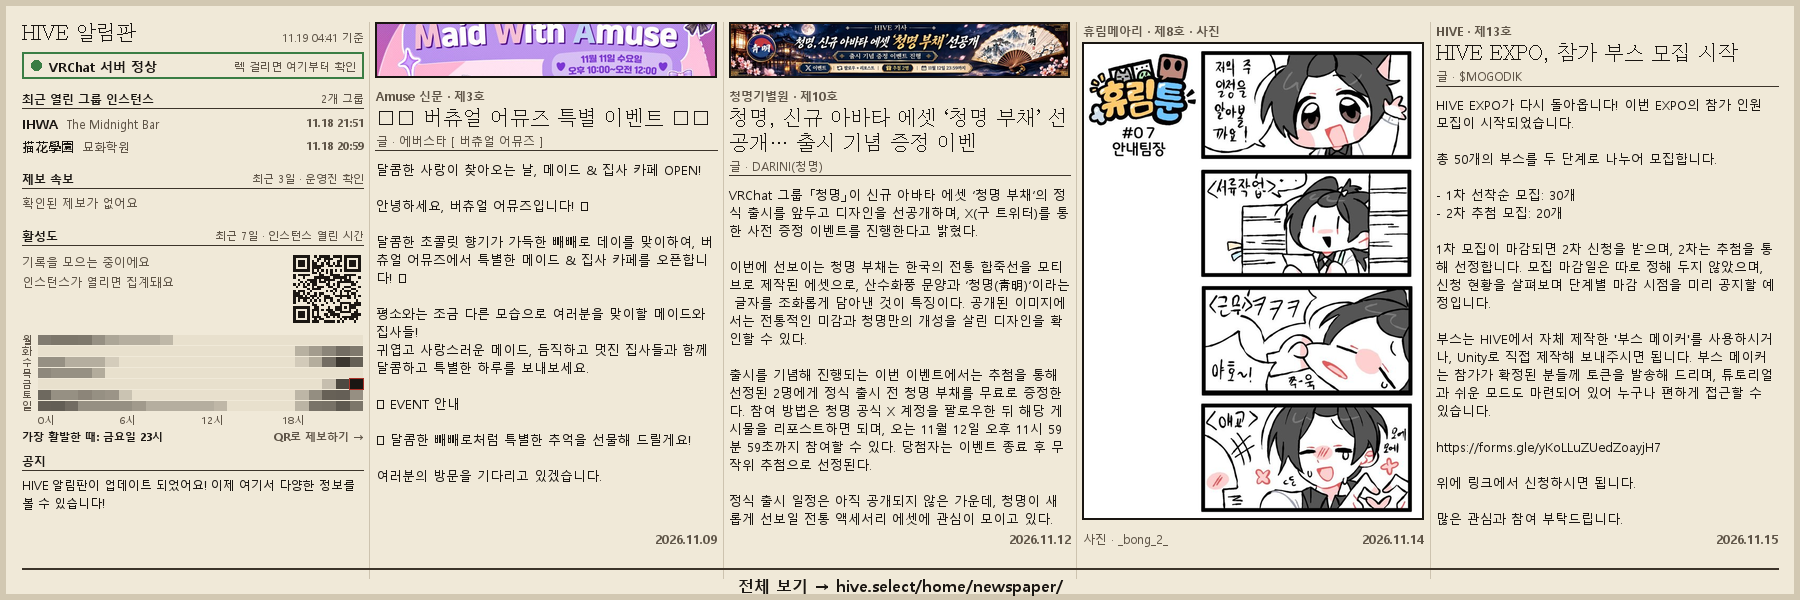 HIVE 알림판
11.19 04:41 기준
VRChat 서버 정상
렉 걸리면 여기부터 확인
최근 열린 그룹 인스턴스
2개 그룹
IHWA The Midnight Bar
11.18 21:51
猫花學園 묘화학원
11.18 20:59
제보 속보
최근 3일 · 운영진 확인
확인된 제보가 없어요
활성도
최근 7일 · 인스턴스 열린 시간
기록을 모으는 중이에요
인스턴스가 열리면 집계돼요
월
화
수
목
금
토
일
0시 6시 12시 18시
가장 활발한 때: 금요일 23시
QR로 제보하기 →
공지
HIVE 알림판이 업데이트 되었어요! 이제 여기서 다양한 정보를
볼 수 있습니다!
Maid With Amuse
11월 11일 수요일
오후 10:00~오전 12:00
Amuse 신문 · 제3호
버츄얼 어뮤즈 특별 이벤트
글 · 에버스타 [ 버츄얼 어뮤즈 ]
달콤한 사랑이 찾아오는 날, 메이드 & 집사 카페 OPEN!
안녕하세요, 버츄얼 어뮤즈입니다!
달콤한 초콜릿 향기가 가득한 빼빼로 데이를 맞이하여, 버
츄얼 어뮤즈에서 특별한 메이드 & 집사 카페를 오픈합니
다!
평소와는 조금 다른 모습으로 여러분을 맞이할 메이드와
집사들!
귀엽고 사랑스러운 메이드, 듬직하고 멋진 집사들과 함께
달콤하고 특별한 하루를 보내보세요.
EVENT 안내
달콤한 빼빼로처럼 특별한 추억을 선물해 드릴게요!
여러분의 방문을 기다리고 있겠습니다.
2026.11.09
HIVE 기사
청명, 신규 아바타 에셋 '청명 부채' 선공개
출시 기념 증정 이벤트 진행
청명기별원 · 제10호
청명, 신규 아바타 에셋 ‘청명 부채’ 선
공개… 출시 기념 증정 이벤
글 · DARINI(청명)
VRChat 그룹 「청명」이 신규 아바타 에셋 ‘청명 부채’의 정
식 출시를 앞두고 디자인을 선공개하며, X(구 트위터)를 통
한 사전 증정 이벤트를 진행한다고 밝혔다.
이번에 선보이는 청명 부채는 한국의 전통 합죽선을 모티
브로 제작된 에셋으로, 산수화풍 문양과 ‘청명(靑明)’이라는
글자를 조화롭게 담아낸 것이 특징이다. 공개된 이미지에
서는 전통적인 미감과 청명만의 개성을 살린 디자인을 확
인할 수 있다.
출시를 기념해 진행되는 이번 이벤트에서는 추첨을 통해
선정된 2명에게 정식 출시 전 청명 부채를 무료로 증정한
다. 참여 방법은 청명 공식 X 계정을 팔로우한 뒤 해당 게
시물을 리포스트하면 되며, 오는 11월 12일 오후 11시 59
분 59초까지 참여할 수 있다. 당첨자는 이벤트 종료 후 무
작위 추첨으로 선정된다.
정식 출시 일정은 아직 공개되지 않은 가운데, 청명이 새
롭게 선보일 전통 액세서리 에셋에 관심이 모이고 있다.
2026.11.12
휴림메아리 · 제8호 · 사진
휴림툰
#07
안내팀장
저의 주
일정을
알아볼
까요!
<서류작업>
<근무>
ㅋㅋㅋ
야호~!
쭈-욱
<애교>
오예
오예
사진 · _bong_2_
2026.11.14
HIVE · 제13호
HIVE EXPO, 참가 부스 모집 시작
글 · $MOGODIK
HIVE EXPO가 다시 돌아옵니다! 이번 EXPO의 참가 인원
모집이 시작되었습니다.
총 50개의 부스를 두 단계로 나누어 모집합니다.
- 1차 선착순 모집: 30개
- 2차 추첨 모집: 20개
1차 모집이 마감되면 2차 신청을 받으며, 2차는 추첨을 통
해 선정합니다. 모집 마감일은 따로 정해 두지 않았으며,
신청 현황을 살펴보며 단계별 마감 시점을 미리 공지할 예
정입니다.
부스는 HIVE에서 자체 제작한 '부스 메이커'를 사용하시거
나, Unity로 직접 제작해 보내주시면 됩니다. 부스 메이커
는 참가가 확정된 분들께 토큰을 발송해 드리며, 튜토리얼
과 쉬운 모드도 마련되어 있어 누구나 편하게 접근할 수
있습니다.
https://forms.gle/yKoLLuZUedZoayjH7
위에 링크에서 신청하시면 됩니다.
많은 관심과 참여 부탁드립니다.
2026.11.15
전체 보기 → hive.select/home/newspaper/